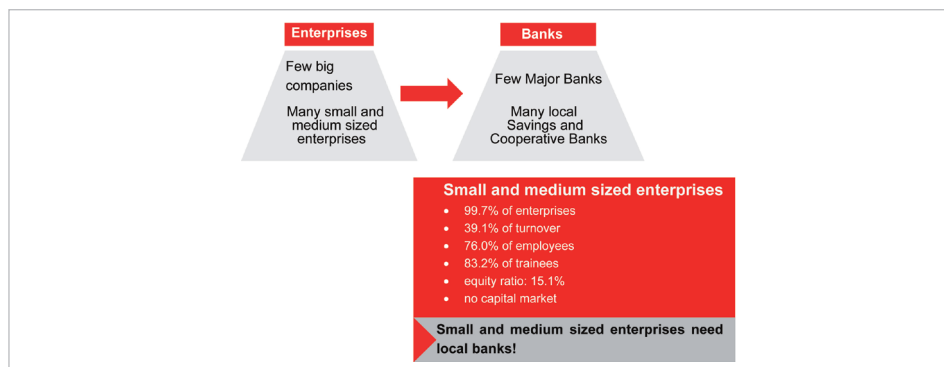 Enterprises
Few big
companies
Many small and
medium sized
enterprises
Banks
Few Major Banks
Many local
Savings and
Cooperative Banks
Small and medium sized enterprises
• 99.7% of enterprises
• 39.1% of turnover
• 76.0% of employees
• 83.2% of trainees
• equity ratio: 15.1%
• no capital market
Small and medium sized enterprises need
local banks!